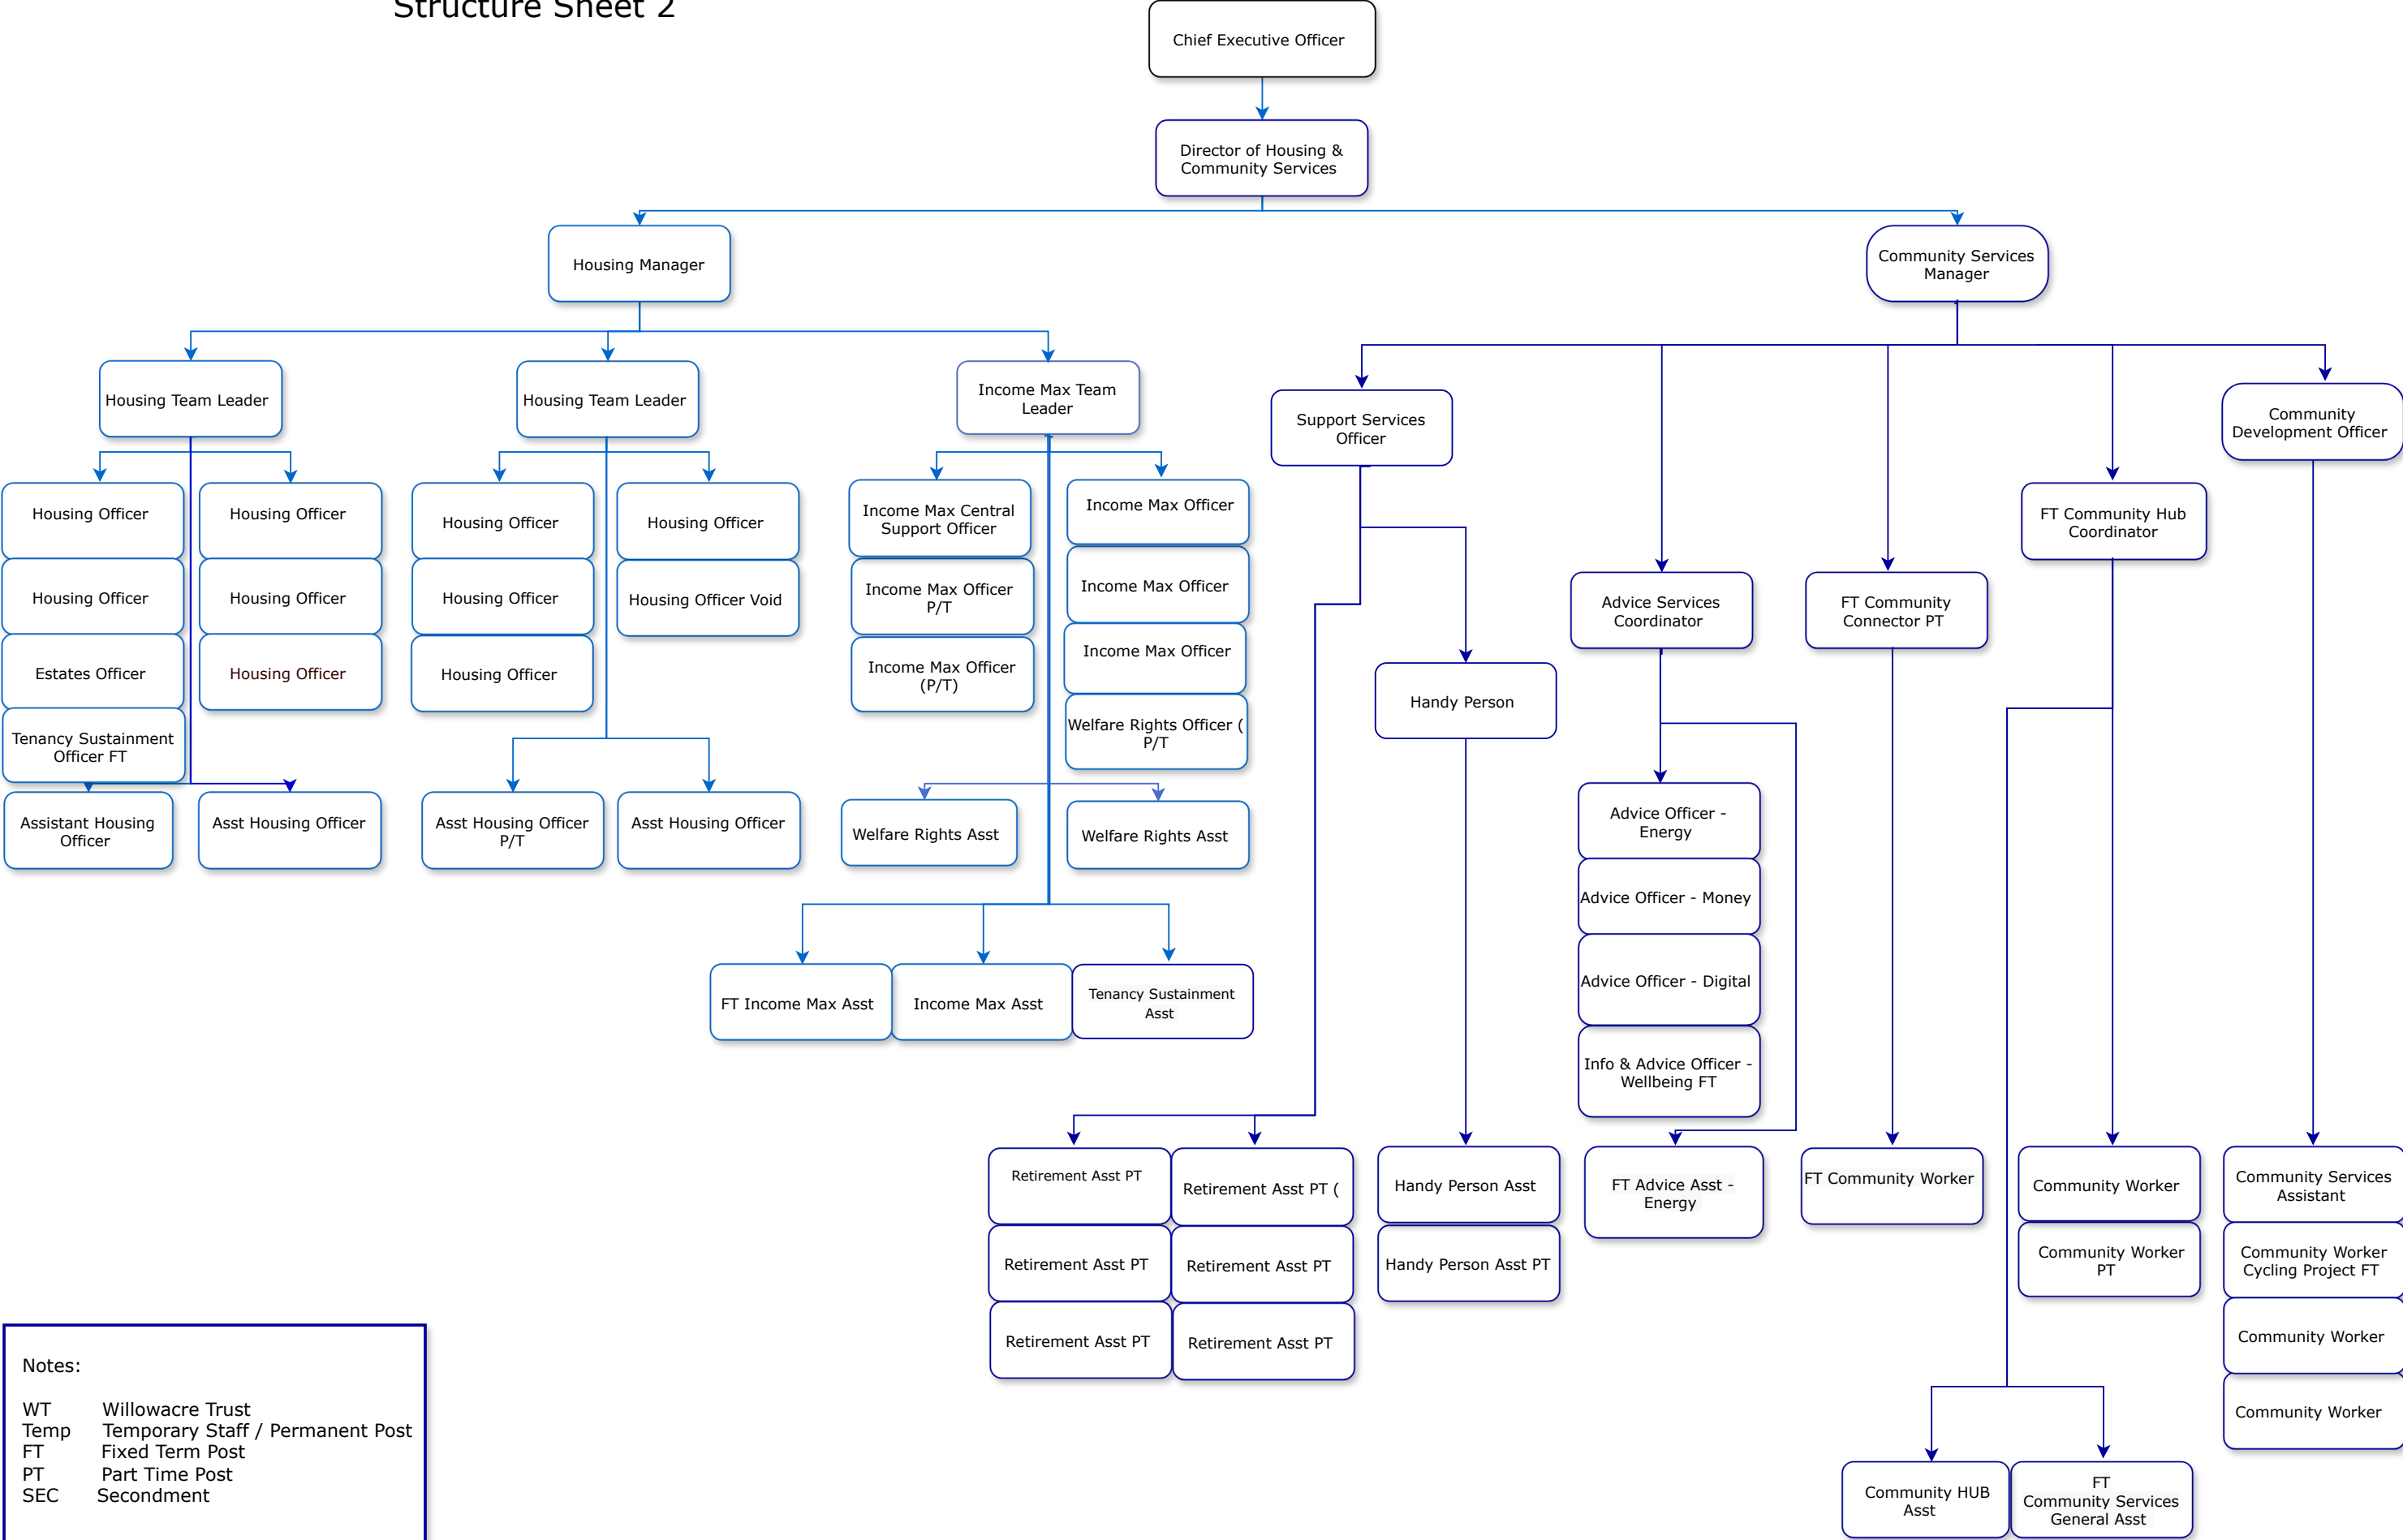 Structure Sheet 2
Chief Executive Officer
Director of Housing &
Community Services
Housing Manager
Community Services
Manager
Housing Team Leader
Housing Team Leader
Income Max Team
Leader
Support Services
Officer
Community
Development Officer
Housing Officer
Housing Officer
Housing Officer
Housing Officer
Estates Officer
Housing Officer
Tenancy Sustainment
Officer FT
Assistant Housing
Officer
Asst Housing Officer
Housing Officer
Housing Officer
Housing Officer
Housing Officer Void
Housing Officer
Asst Housing Officer
P/T
Asst Housing Officer
Income Max Central
Support Officer
Income Max Officer
P/T
Income Max Officer
(P/T)
Income Max Officer
Income Max Officer
Income Max Officer
Welfare Rights Officer (
P/T
Welfare Rights Asst
Welfare Rights Asst
FT Income Max Asst
Income Max Asst
Tenancy Sustainment
Asst
FT Community Hub
Coordinator
Advice Services
Coordinator
FT Community
Connector PT
Handy Person
Advice Officer -
Energy
Advice Officer - Money
Advice Officer - Digital
Info & Advice Officer -
Wellbeing FT
Retirement Asst PT
Retirement Asst PT (
Retirement Asst PT
Retirement Asst PT
Retirement Asst PT
Retirement Asst PT
Handy Person Asst
Handy Person Asst PT
FT Advice Asst -
Energy
FT Community Worker
Community Worker
Community Worker
PT
Community Services
Assistant
Community Worker
Cycling Project FT
Community Worker
Community Worker
Community HUB
Asst
FT
Community Services
General Asst
Notes:
WT Willowacre Trust
Temp Temporary Staff / Permanent Post
FT Fixed Term Post
PT Part Time Post
SEC Secondment